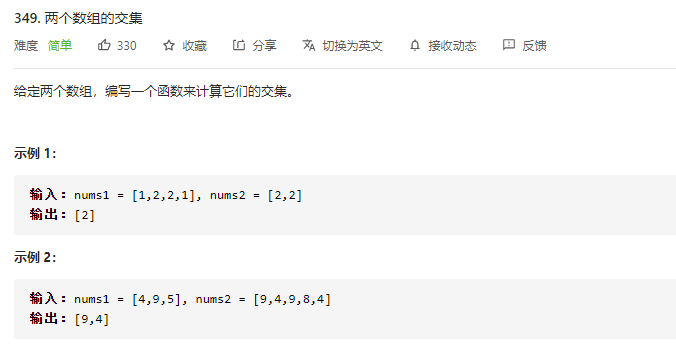 349. 两个数组的交集
难度 简单 330 收藏 分享 切换为英文 接收动态 反馈
给定两个数组，编写一个函数来计算它们的交集。
示例 1：
输入：nums1 = [1,2,2,1], nums2 = [2,2]
输出：[2]
示例 2：
输入：nums1 = [4,9,5], nums2 = [9,4,9,8,4]
输出：[9,4]